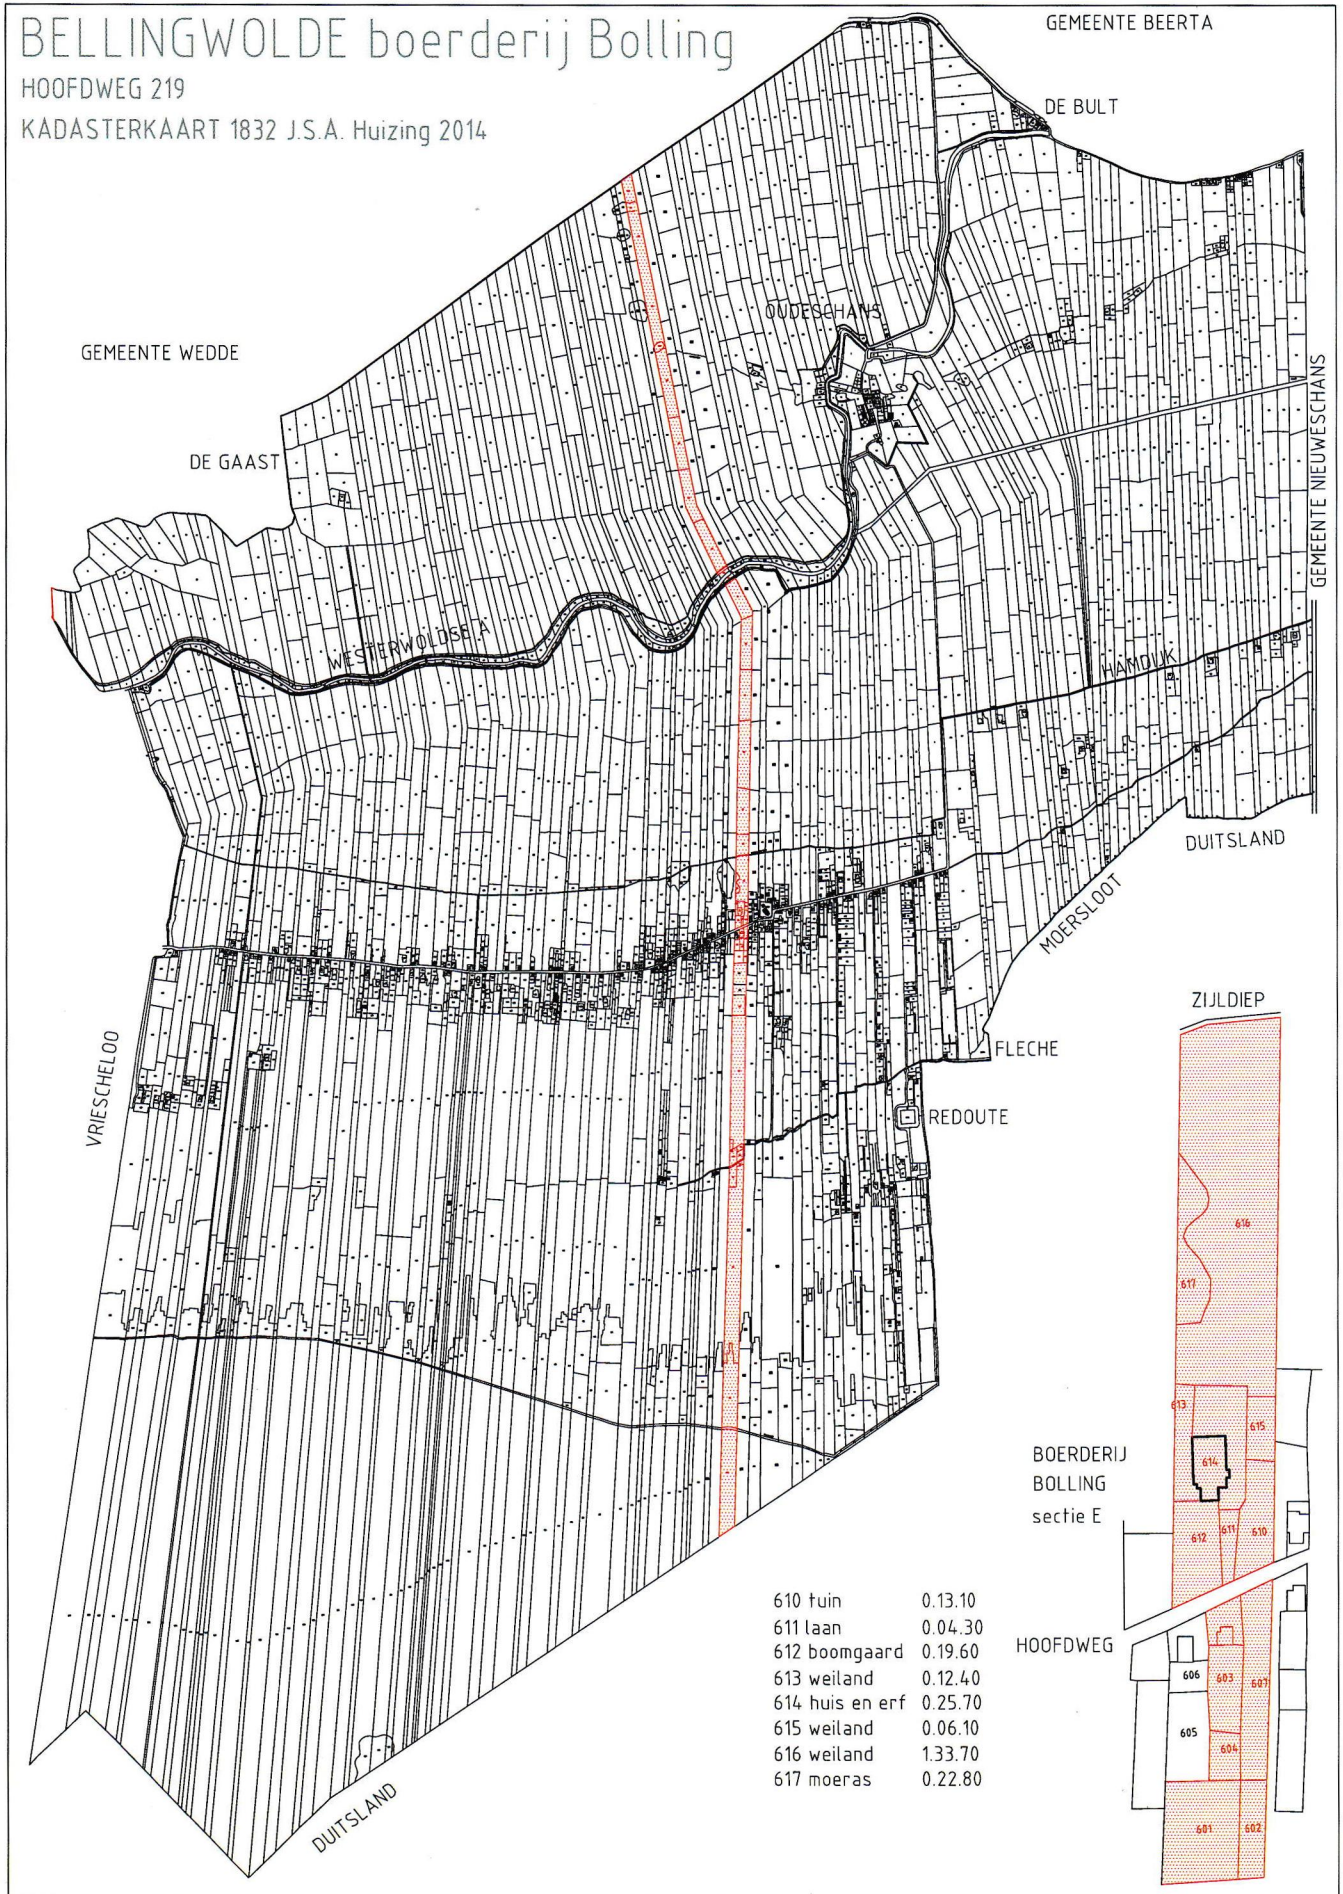 BELLINGWOLDE boerderij Bolling
HOOFDWEG 219
KADASTERKAART 1832 J.S.A. Huizing 2014
GEMEENTE BEERTA
DE BULT
OUDESCHANS
GEMEENTE WEDDE
DE GAAST
GEMEENTE NIEUWESCHANS
WESTERWOLDSE A
HAMDIJK
DUITSLAND
MOERSLOOT
VRIESCHELOO
FLECHE
REDOUTE
DUITSLAND
ZIJLDIEP
616
617
613
615
BOERDERIJ
BOLLING
sectie E
614
612
611
610
HOOFDWEG
606
603
607
605
604
601
602
610 tuin 0.13.10
611 laan 0.04.30
612 boomgaard 0.19.60
613 weiland 0.12.40
614 huis en erf 0.25.70
615 weiland 0.06.10
616 weiland 1.33.70
617 moeras 0.22.80